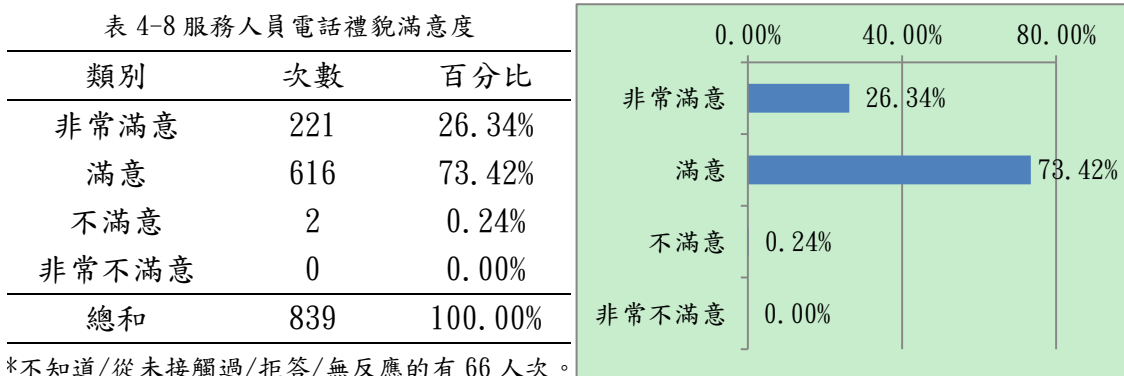 表 4-8 服務人員電話禮貌滿意度
類別 次數 百分比
非常滿意 221 26.34%
滿意 616 73.42%
不滿意 2 0.24%
非常不滿意 0 0.00%
總和 839 100.00%
*不知道/從未接觸過/拒答/無反應的有 66 人次。
0.00% 40.00% 80.00%
非常滿意 26.34%
滿意 73.42%
不滿意 0.24%
非常不滿意 0.00%